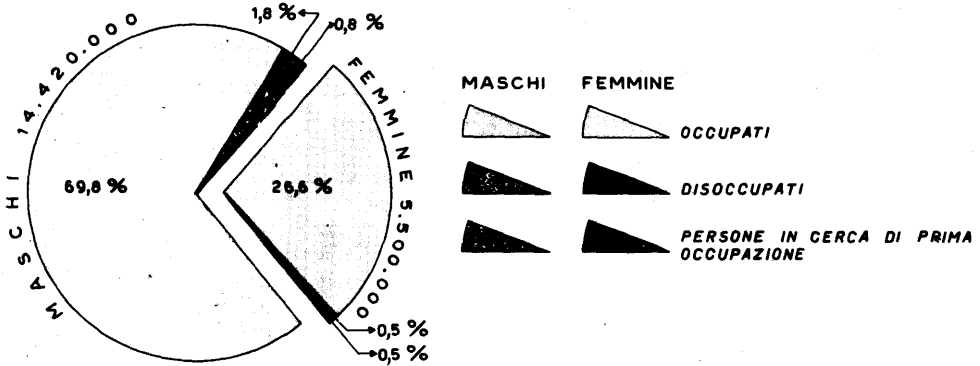 1,8 %
0,8 %
MASCHI 14.420.000
69,8 %
FEMMINE 5.500.000
26,6 %
0,5 %
0,5 %
MASCHI FEMMINE
OCCUPATI
DISOCCUPATI
PERSONE IN CERCA DI PRIMA
OCCUPAZIONE